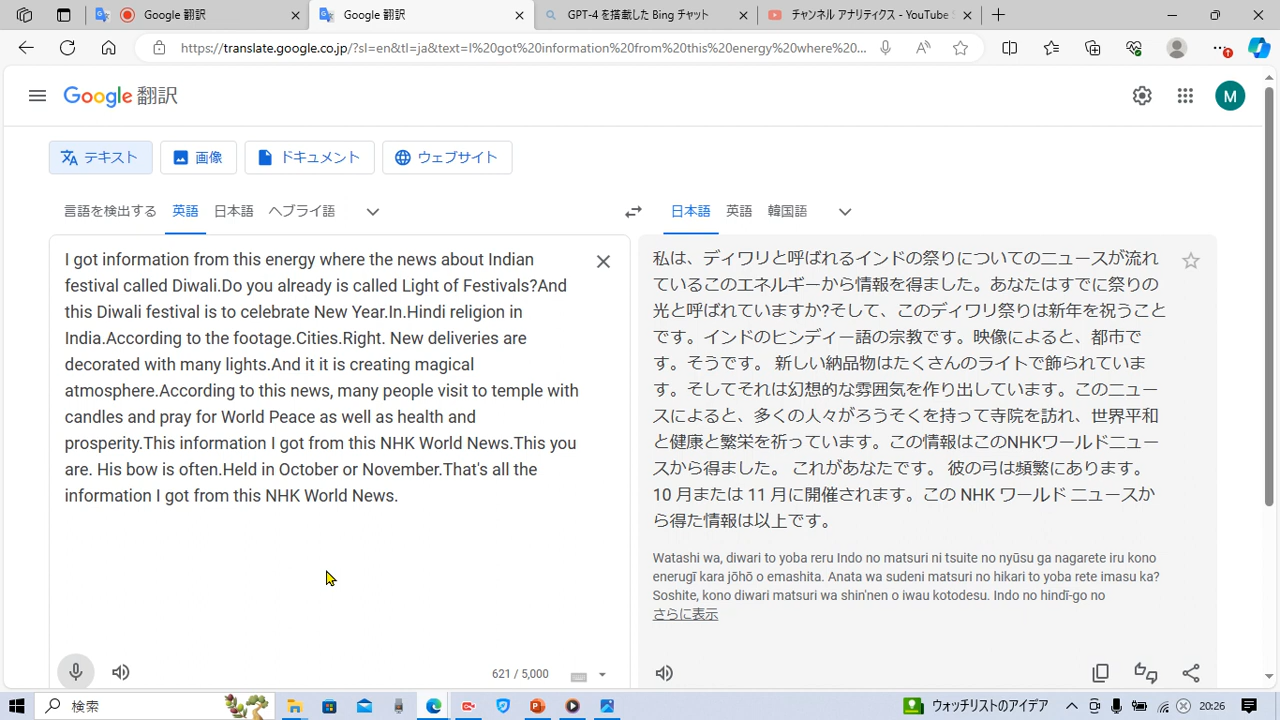 Google 翻訳
Google 翻訳
GPT-4 を搭載した Bing チャット
チャンネル アナリティクス - YouTube S
https://translate.google.co.jp/?sl=en&tl=ja&text=I%20got%20information%20from%20this%20energy%20where%20...
Google 翻訳
M
テキスト
画像
ドキュメント
ウェブサイト
言語を検出する 英語 日本語 ヘブライ語
日本語 英語 韓国語
I got information from this energy where the news about Indian
festival called Diwali.Do you already is called Light of Festivals?And
this Diwali festival is to celebrate New Year.In.Hindi religion in
India.According to the footage.Cities.Right. New deliveries are
decorated with many lights.And it it is creating magical
atmosphere.According to this news, many people visit to temple with
candles and pray for World Peace as well as health and
prosperity.This information I got from this NHK World News.This you
are. His bow is often.Held in October or November.That's all the
information I got from this NHK World News.
621 / 5,000
私は、ディワリと呼ばれるインドの祭りについてのニュースが流れ
ているこのエネルギーから情報を得ました。あなたはすでに祭りの
光と呼ばれていますか?そして、このディワリ祭りは新年を祝うこと
です。インドのヒンディー語の宗教です。映像によると、都市で
す。そうです。 新しい納品物はたくさんのライトで飾られていま
す。そしてそれは幻想的な雰囲気を作り出しています。このニュー
スによると、多くの人々がろうそくを持って寺院を訪れ、世界平和
と健康と繁栄を祈っています。この情報はこのNHKワールドニュー
スから得ました。 これがあなたです。 彼の弓は頻繁にあります。
10 月または 11 月に開催されます。この NHK ワールド ニュースか
ら得た情報は以上です。
Watashi wa, diwari to yoba reru Indo no matsuri ni tsuite no nyūsu ga nagarete iru kono
enerugī kara jōhō o emashita. Anata wa sudeni matsuri no hikari to yoba rete imasu ka?
Soshite, kono diwari matsuri wa shin'nen o iwau kotodesu. Indo no hindī-go no
さらに表示
検索
ウォッチリストのアイデア
20:26